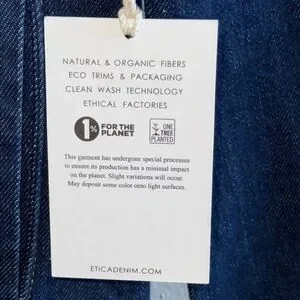 NATURAL & ORGANIC FIBERS
ECO TRIMS & PACKAGING
CLEAN WASH TECHNOLOGY
ETHICAL FACTORIES
1% FOR THE
PLANET
ONE
TREE
PLANTED
This garment has undergone special processes
to ensure its production has a minimal impact
on the planet. Slight variations will occur.
May deposit some color onto light surfaces.
ETICADENIM.COM